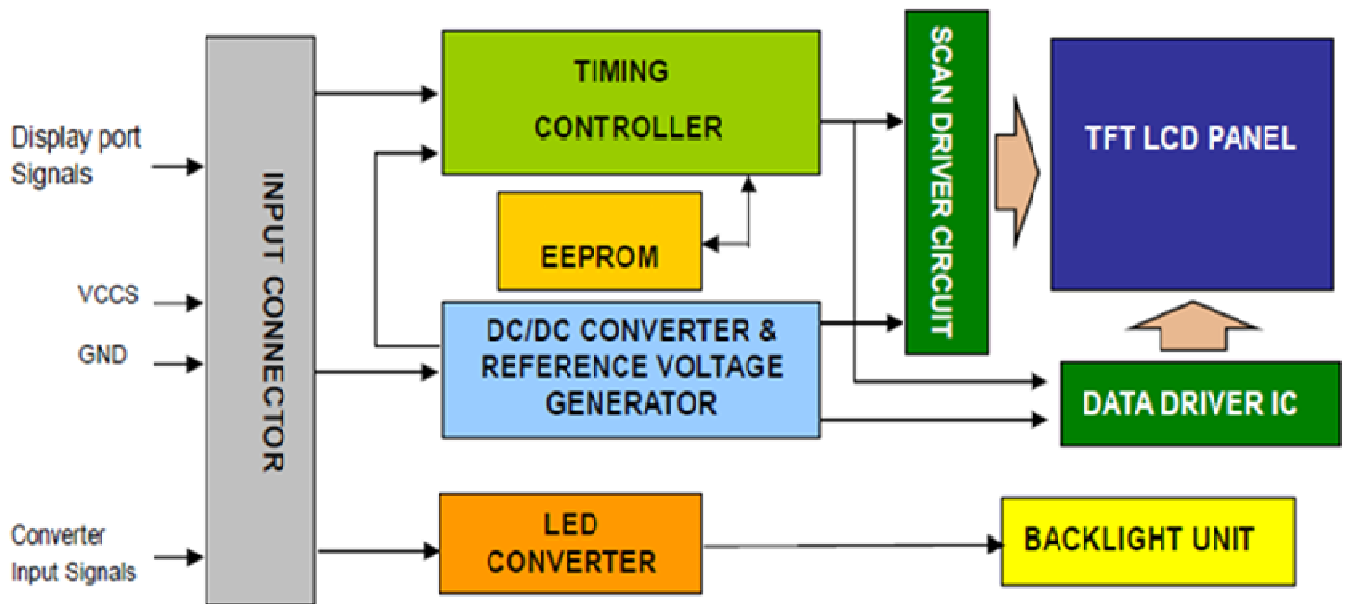 Display port
Signals
VCCS
GND
Converter
Input Signals
INPUT CONNECTOR
TIMING
CONTROLLER
EEPROM
DC/DC CONVERTER &
REFERENCE VOLTAGE
GENERATOR
LED
CONVERTER
SCAN DRIVER CIRCUIT
TFT LCD PANEL
DATA DRIVER IC
BACKLIGHT UNIT